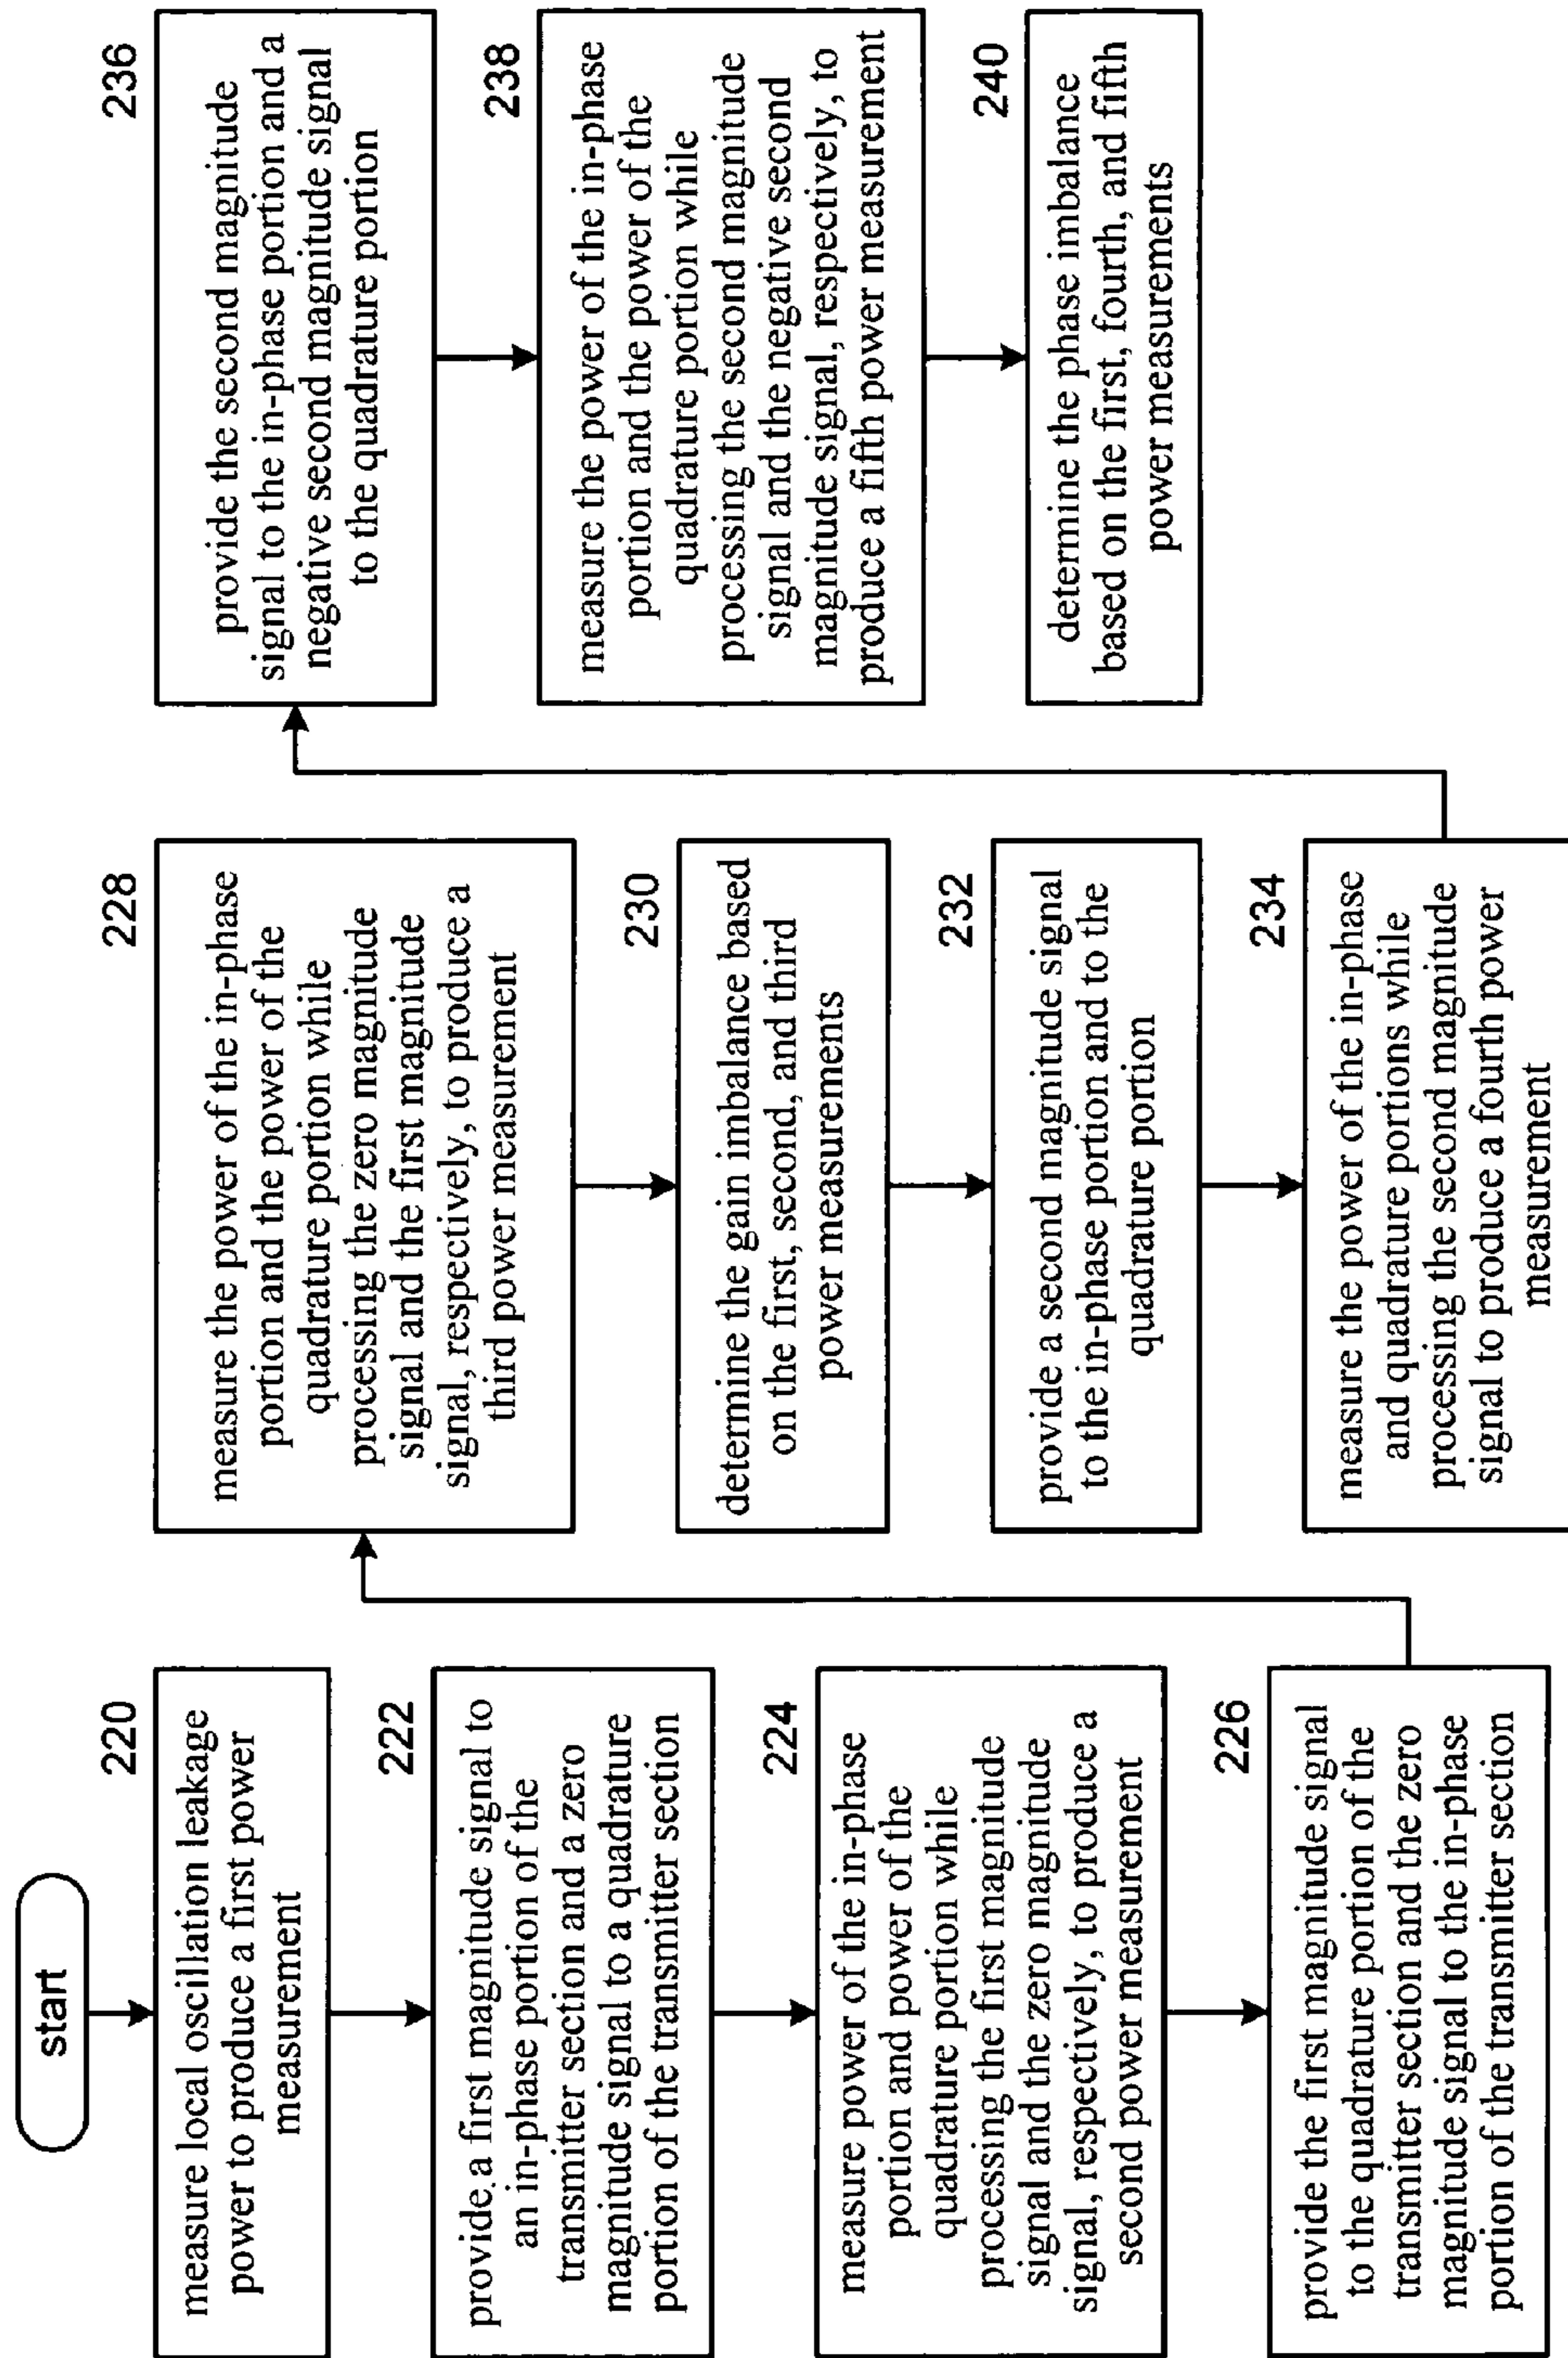 start
220
measure local oscillation leakage
power to produce a first power
measurement
222
provide a first magnitude signal to
an in-phase portion of the
transmitter section and a zero
magnitude signal to a quadrature
portion of the transmitter section
224
measure power of the in-phase
portion and power of the
quadrature portion while
processing the first magnitude
signal and the zero magnitude
signal, respectively, to produce a
second power measurement
226
provide the first magnitude signal
to the quadrature portion of the
transmitter section and the zero
magnitude signal to the in-phase
portion of the transmitter section
228
measure the power of the in-phase
portion and the power of the
quadrature portion while
processing the zero magnitude
signal and the first magnitude
signal, respectively, to produce a
third power measurement
230
determine the gain imbalance based
on the first, second, and third
power measurements
232
provide a second magnitude signal
to the in-phase portion and to the
quadrature portion
234
measure the power of the in-phase
and quadrature portions while
processing the second magnitude
signal to produce a fourth power
measurement
236
provide the second magnitude
signal to the in-phase portion and a
negative second magnitude signal
to the quadrature portion
238
measure the power of the in-phase
portion and the power of the
quadrature portion while
processing the second magnitude
signal and the negative second
magnitude signal, respectively, to
produce a fifth power measurement
240
determine the phase imbalance
based on the first, fourth, and fifth
power measurements